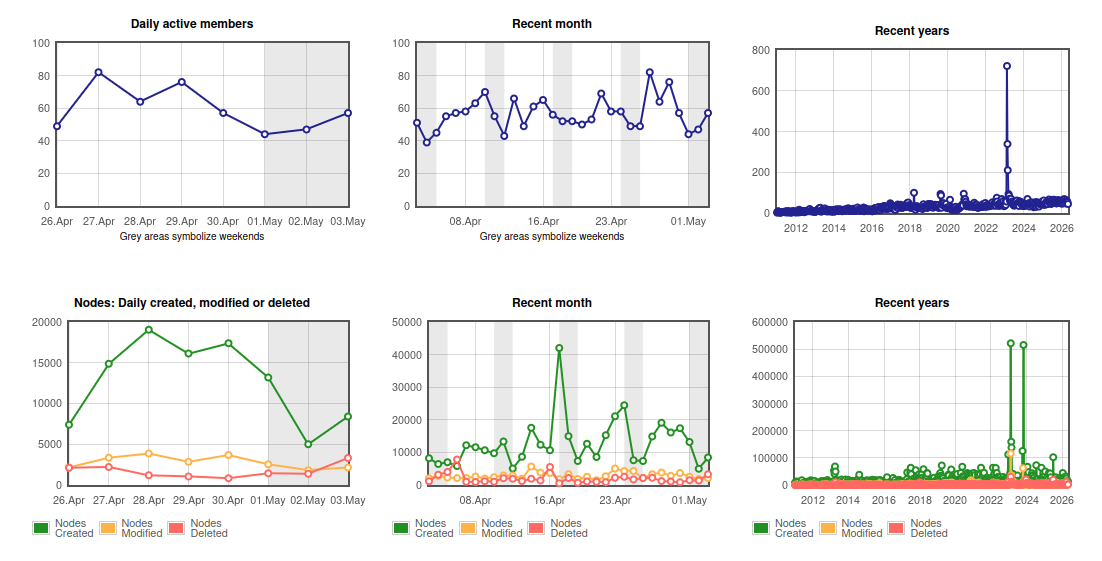 Daily active members
100
80
60
40
20
0
26.Apr 27.Apr 28.Apr 29.Apr 30.Apr 01.May 02.May 03.May
Grey areas symbolize weekends
Recent month
100
80
60
40
20
0
08.Apr 16.Apr 23.Apr 01.May
Grey areas symbolize weekends
Recent years
800
600
400
200
0
2012 2014 2016 2018 2020 2022 2024 2026
Nodes: Daily created, modified or deleted
20000
15000
10000
5000
0
26.Apr 27.Apr 28.Apr 29.Apr 30.Apr 01.May 02.May 03.May
Nodes Created
Nodes Modified
Nodes Deleted
Recent month
50000
40000
30000
20000
10000
0
08.Apr 16.Apr 23.Apr 01.May
Nodes Created
Nodes Modified
Nodes Deleted
Recent years
600000
500000
400000
300000
200000
100000
0
2012 2014 2016 2018 2020 2022 2024 2026
Nodes Created
Nodes Modified
Nodes Deleted